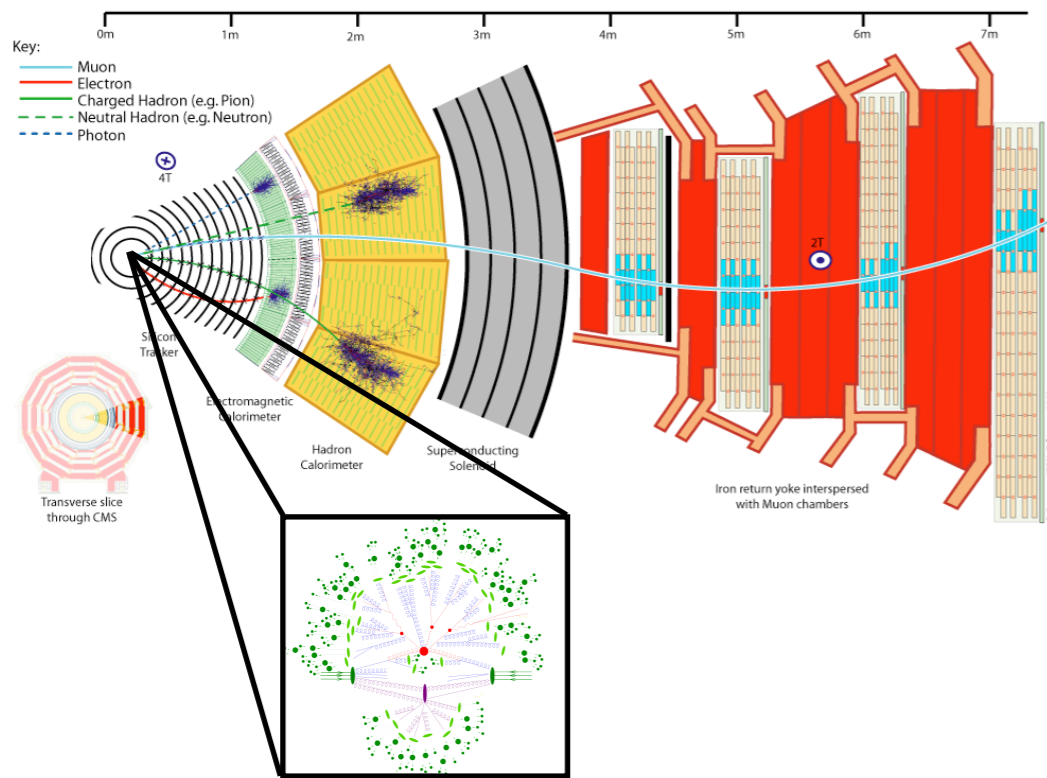 0m 1m 2m 3m 4m 5m 6m 7m
Key:
Muon
Electron
Charged Hadron (e.g. Pion)
Neutral Hadron (e.g. Neutron)
Photon
4T
2T
Silicon
Tracker
Electromagnetic
Calorimeter
Hadron
Calorimeter
Superconducting
Solenoid
Iron return yoke interspersed
with Muon chambers
Transverse slice
through CMS